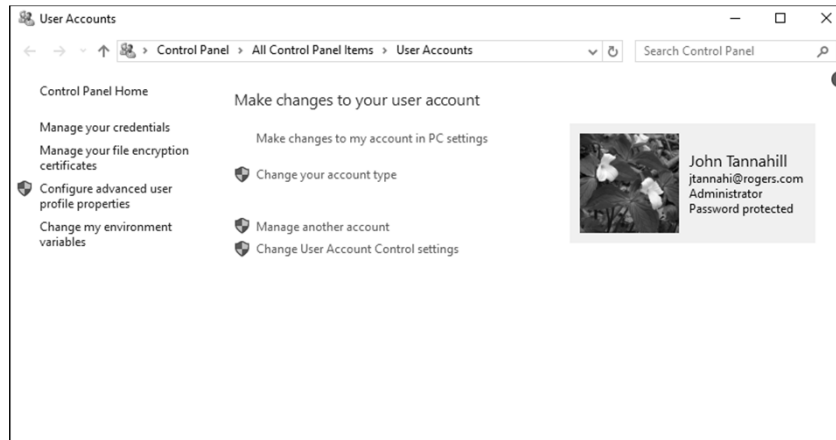 User Accounts
Control Panel > All Control Panel Items > User Accounts
Search Control Panel
Control Panel Home
Manage your credentials
Manage your file encryption
certificates
Configure advanced user
profile properties
Change my environment
variables
Make changes to your user account
Make changes to my account in PC settings
Change your account type
Manage another account
Change User Account Control settings
John Tannahill
jtannahi@rogers.com
Administrator
Password protected